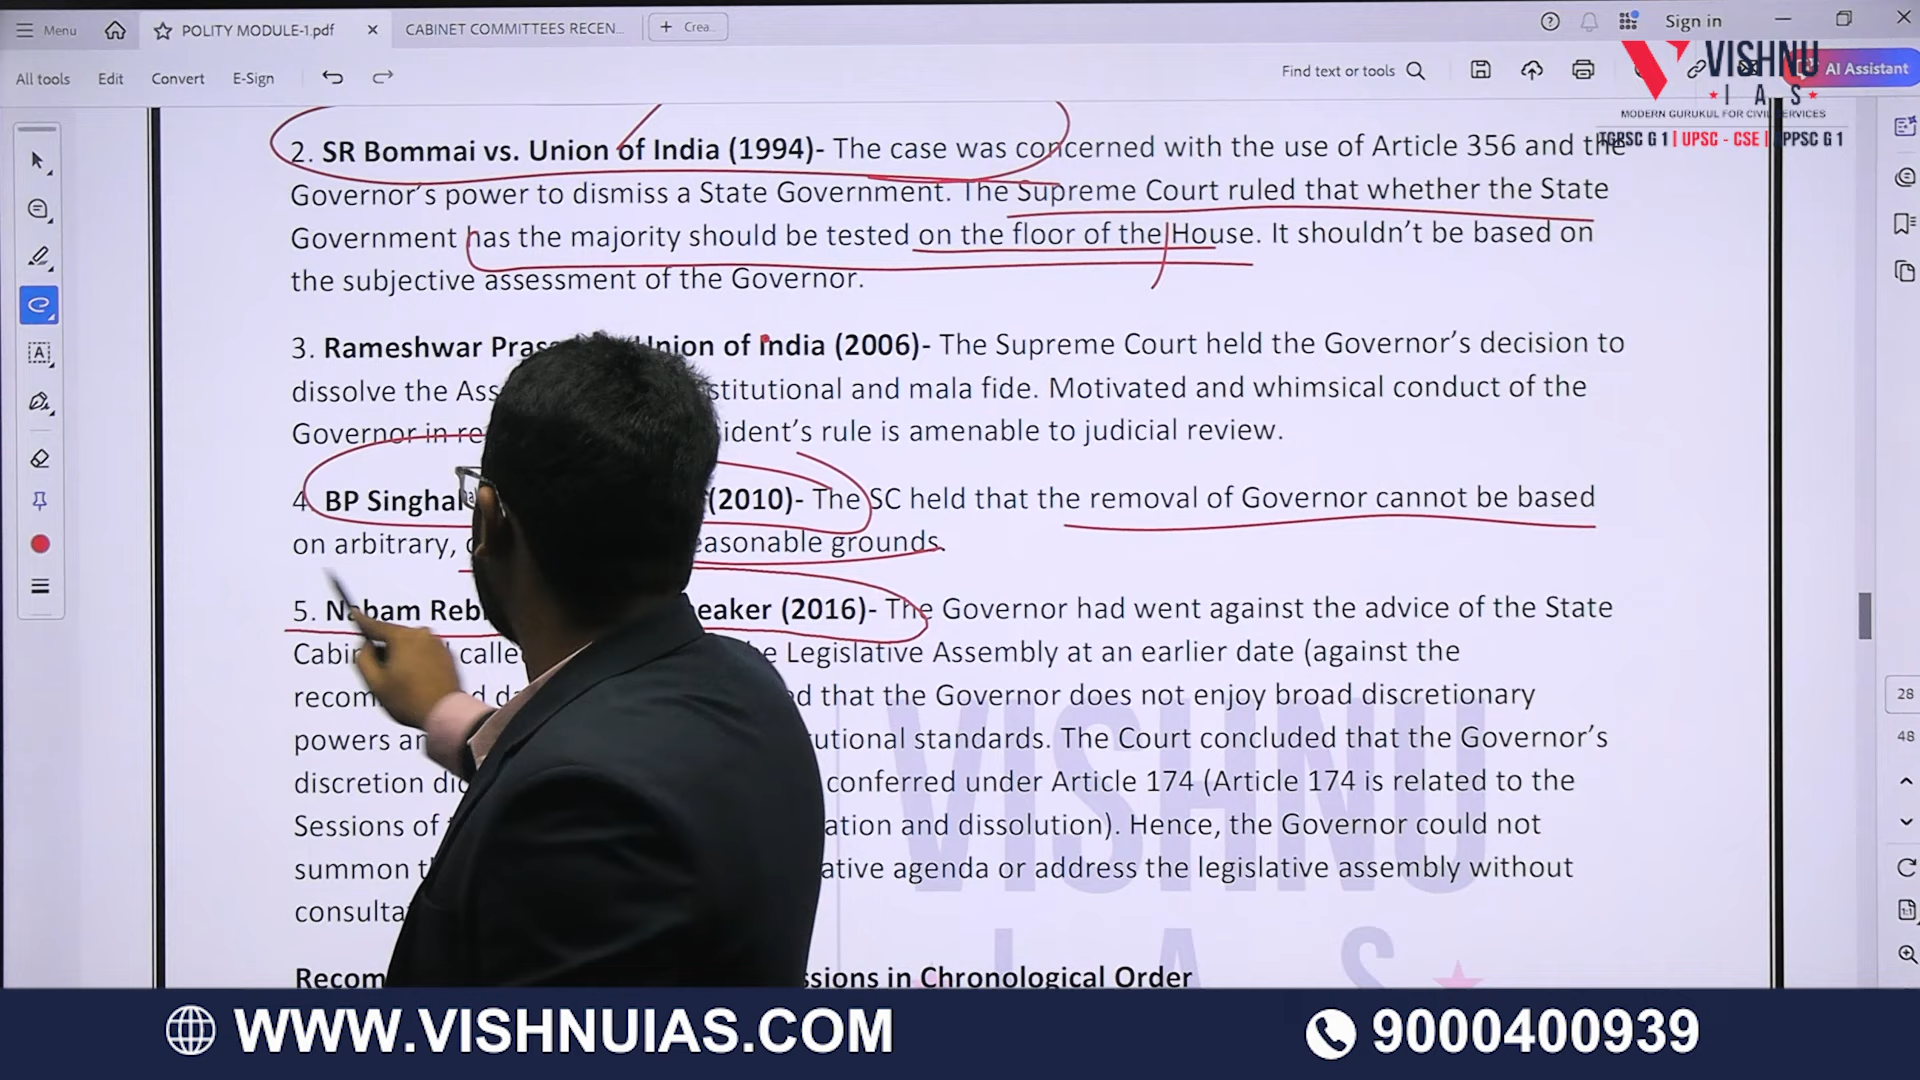 Menu
POLITY MODULE-1.pdf
CABINET COMMITTEES RECEN...
Crea...
Sign in
All tools Edit Convert E-Sign
Find text or tools
AI Assistant
VISHNU
I A S
MODERN GURUKUL FOR CIVIL SERVICES
TGPSC G 1 | UPSC - CSE | APPSC G 1
2. SR Bommai vs. Union of India (1994)- The case was concerned with the use of Article 356 and the
Governor's power to dismiss a State Government. The Supreme Court ruled that whether the State
Government has the majority should be tested on the floor of the House. It shouldn't be based on
the subjective assessment of the Governor.
3. Rameshwar Pras Union of India (2006)- The Supreme Court held the Governor's decision to
dissolve the Ass stitutional and mala fide. Motivated and whimsical conduct of the
Governor in re ident's rule is amenable to judicial review.
4. BP Singhal (2010)- The SC held that the removal of Governor cannot be based
on arbitrary, easonable grounds.
5. Nabam Reb eaker (2016)- The Governor had went against the advice of the State
Cabin calle e Legislative Assembly at an earlier date (against the
recom d da d that the Governor does not enjoy broad discretionary
powers an utional standards. The Court concluded that the Governor's
discretion did conferred under Article 174 (Article 174 is related to the
Sessions of ation and dissolution). Hence, the Governor could not
summon t ative agenda or address the legislative assembly without
consulta
Recom ssions in Chronological Order
VISHNU
I A S
28
48
WWW.VISHNUIAS.COM
9000400939